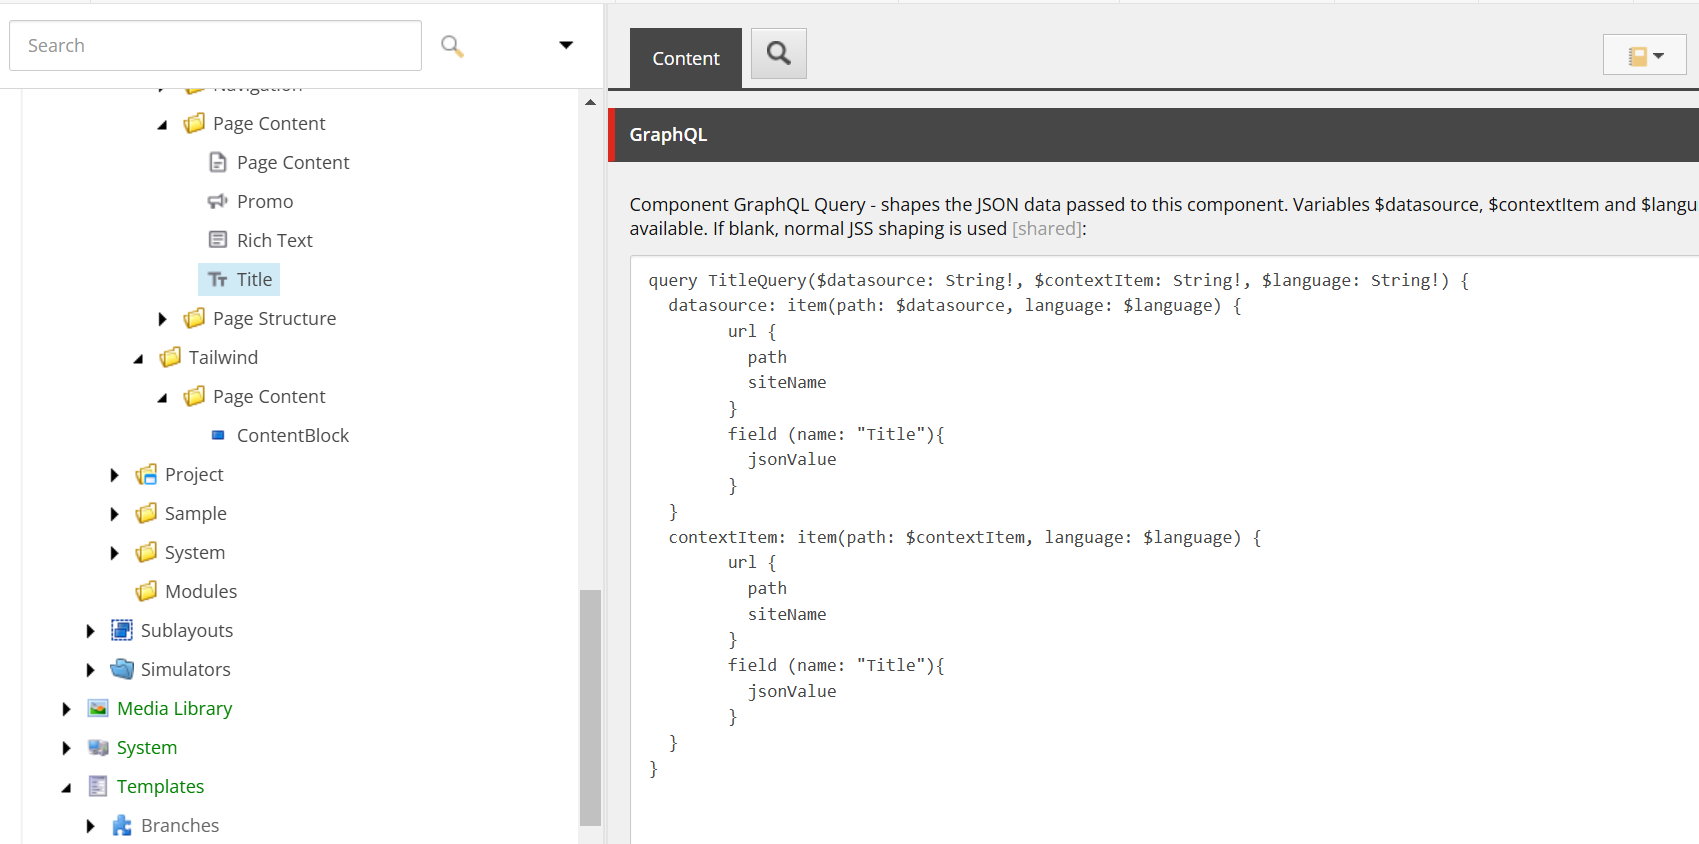 Search
Navigation
Page Content
Page Content
Promo
Rich Text
Title
Page Structure
Tailwind
Page Content
ContentBlock
Project
Sample
System
Modules
Sublayouts
Simulators
Media Library
System
Templates
Branches
Content
GraphQL
Component GraphQL Query - shapes the JSON data passed to this component. Variables $datasource, $contextItem and $langu
available. If blank, normal JSS shaping is used [shared]:
query TitleQuery($datasource: String!, $contextItem: String!, $language: String!) {
datasource: item(path: $datasource, language: $language) {
url {
path
siteName
}
field (name: "Title"){
jsonValue
}
}
contextItem: item(path: $contextItem, language: $language) {
url {
path
siteName
}
field (name: "Title"){
jsonValue
}
}
}